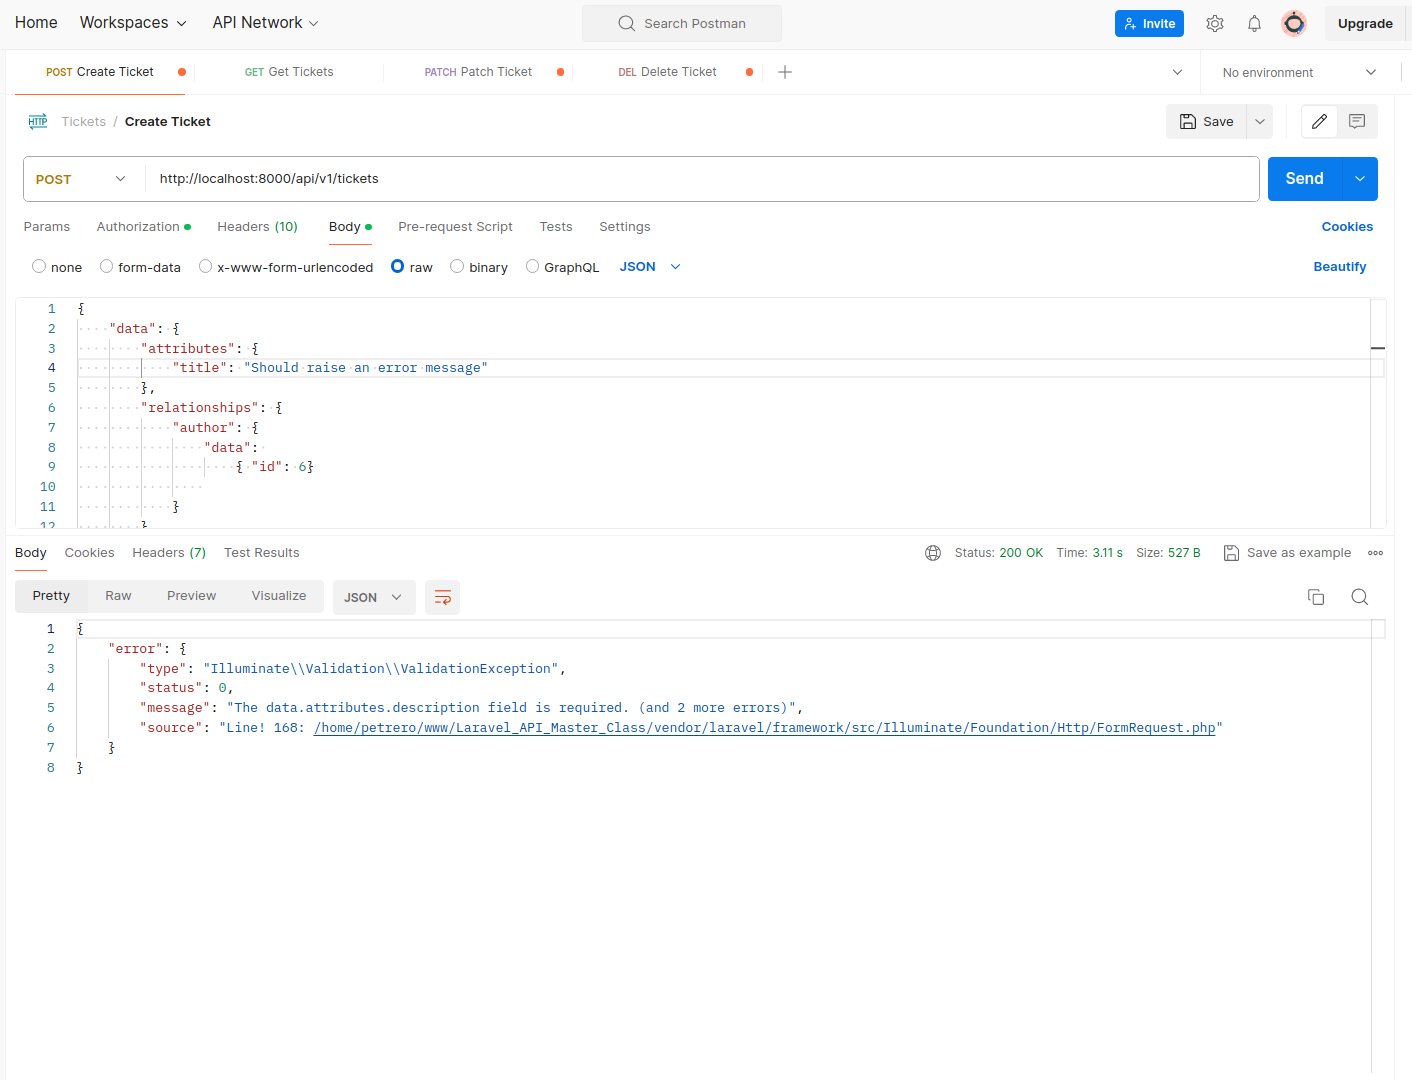 Home Workspaces API Network Search Postman Invite Upgrade
POST Create Ticket GET Get Tickets PATCH Patch Ticket DEL Delete Ticket No environment
HTTP Tickets / Create Ticket Save
POST http://localhost:8000/api/v1/tickets Send
Params Authorization Headers (10) Body Pre-request Script Tests Settings Cookies
none form-data x-www-form-urlencoded raw binary GraphQL JSON Beautify
1 {
2 "data": {
3 "attributes": {
4 "title": "Should raise an error message"
5 },
6 "relationships": {
7 "author": {
8 "data":
9 { "id": 6}
10
11 }
12 }
Body Cookies Headers (7) Test Results Status: 200 OK Time: 3.11 s Size: 527 B Save as example
Pretty Raw Preview Visualize JSON
1 {
2 "error": {
3 "type": "Illuminate\\Validation\\ValidationException",
4 "status": 0,
5 "message": "The data.attributes.description field is required. (and 2 more errors)",
6 "source": "Line! 168: /home/petrero/www/Laravel_API_Master_Class/vendor/laravel/framework/src/Illuminate/Foundation/Http/FormRequest.php"
7 }
8 }